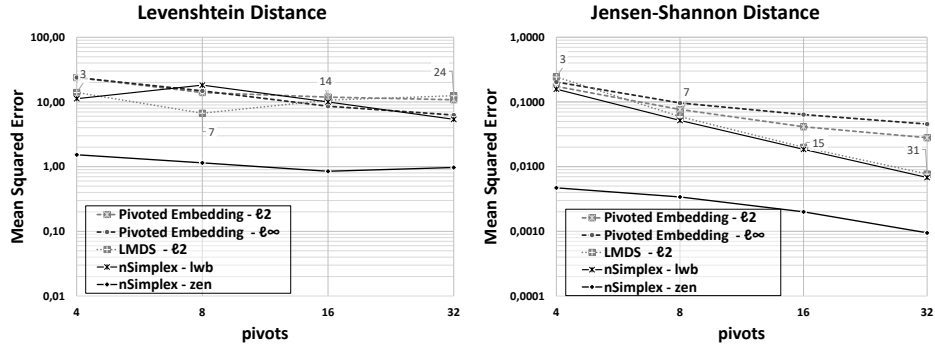 Levenshtein Distance
100,00
10,00
1,00
0,10
0,01
Mean Squared Error
3
7
14
24
Pivoted Embedding - ℓ2
Pivoted Embedding - ℓ∞
LMDS - ℓ2
nSimplex - lwb
nSimplex - zen
4
8
16
32
pivots
Jensen-Shannon Distance
1,0000
0,1000
0,0100
0,0010
0,0001
Mean Squared Error
3
7
15
31
Pivoted Embedding - ℓ2
Pivoted Embedding - ℓ∞
LMDS - ℓ2
nSimplex - lwb
nSimplex - zen
4
8
16
32
pivots